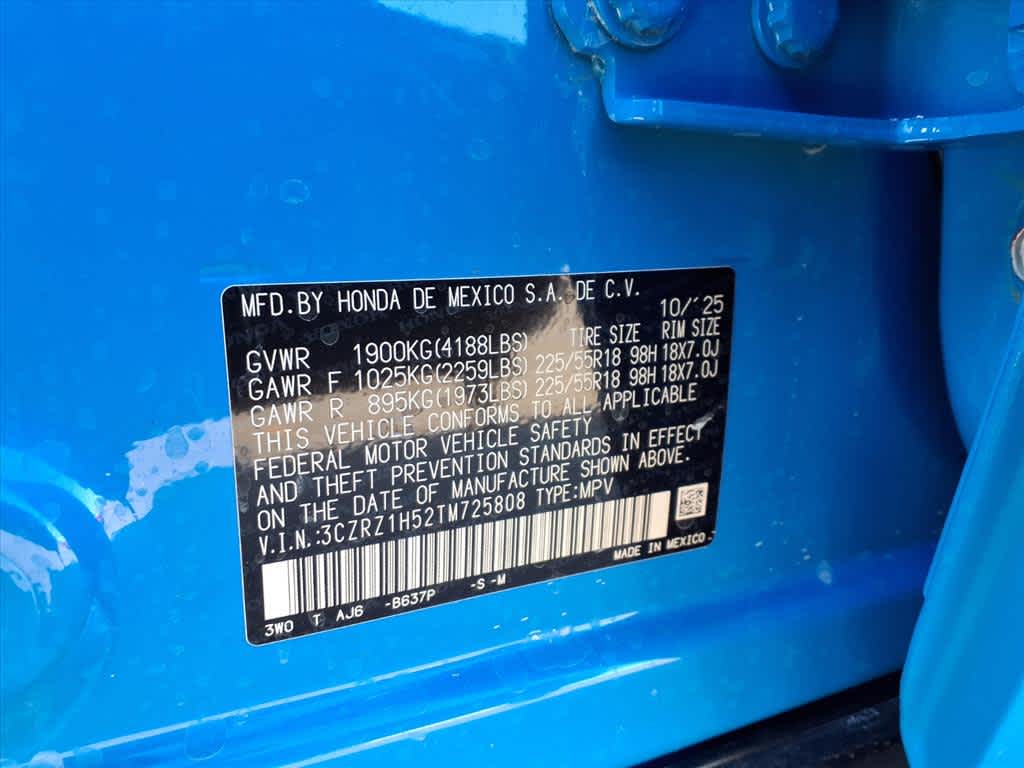 MFD.BY HONDA DE MEXICO S.A. DE C.V.
10/'25
GVWR 1900KG(4188LBS) TIRE SIZE RIM SIZE
GAWR F 1025KG(2259LBS) 225/55R18 98H 18X7.0J
GAWR R 895KG(1973LBS) 225/55R18 98H 18X7.0J
THIS VEHICLE CONFORMS TO ALL APPLICABLE
FEDERAL MOTOR VEHICLE SAFETY
AND THEFT PREVENTION STANDARDS IN EFFECT
ON THE DATE OF MANUFACTURE SHOWN ABOVE.
V.I.N.:3CZRZ1H52TM725808 TYPE:MPV
MADE IN MEXICO
3W0 T AJ6 -B637P -S -M